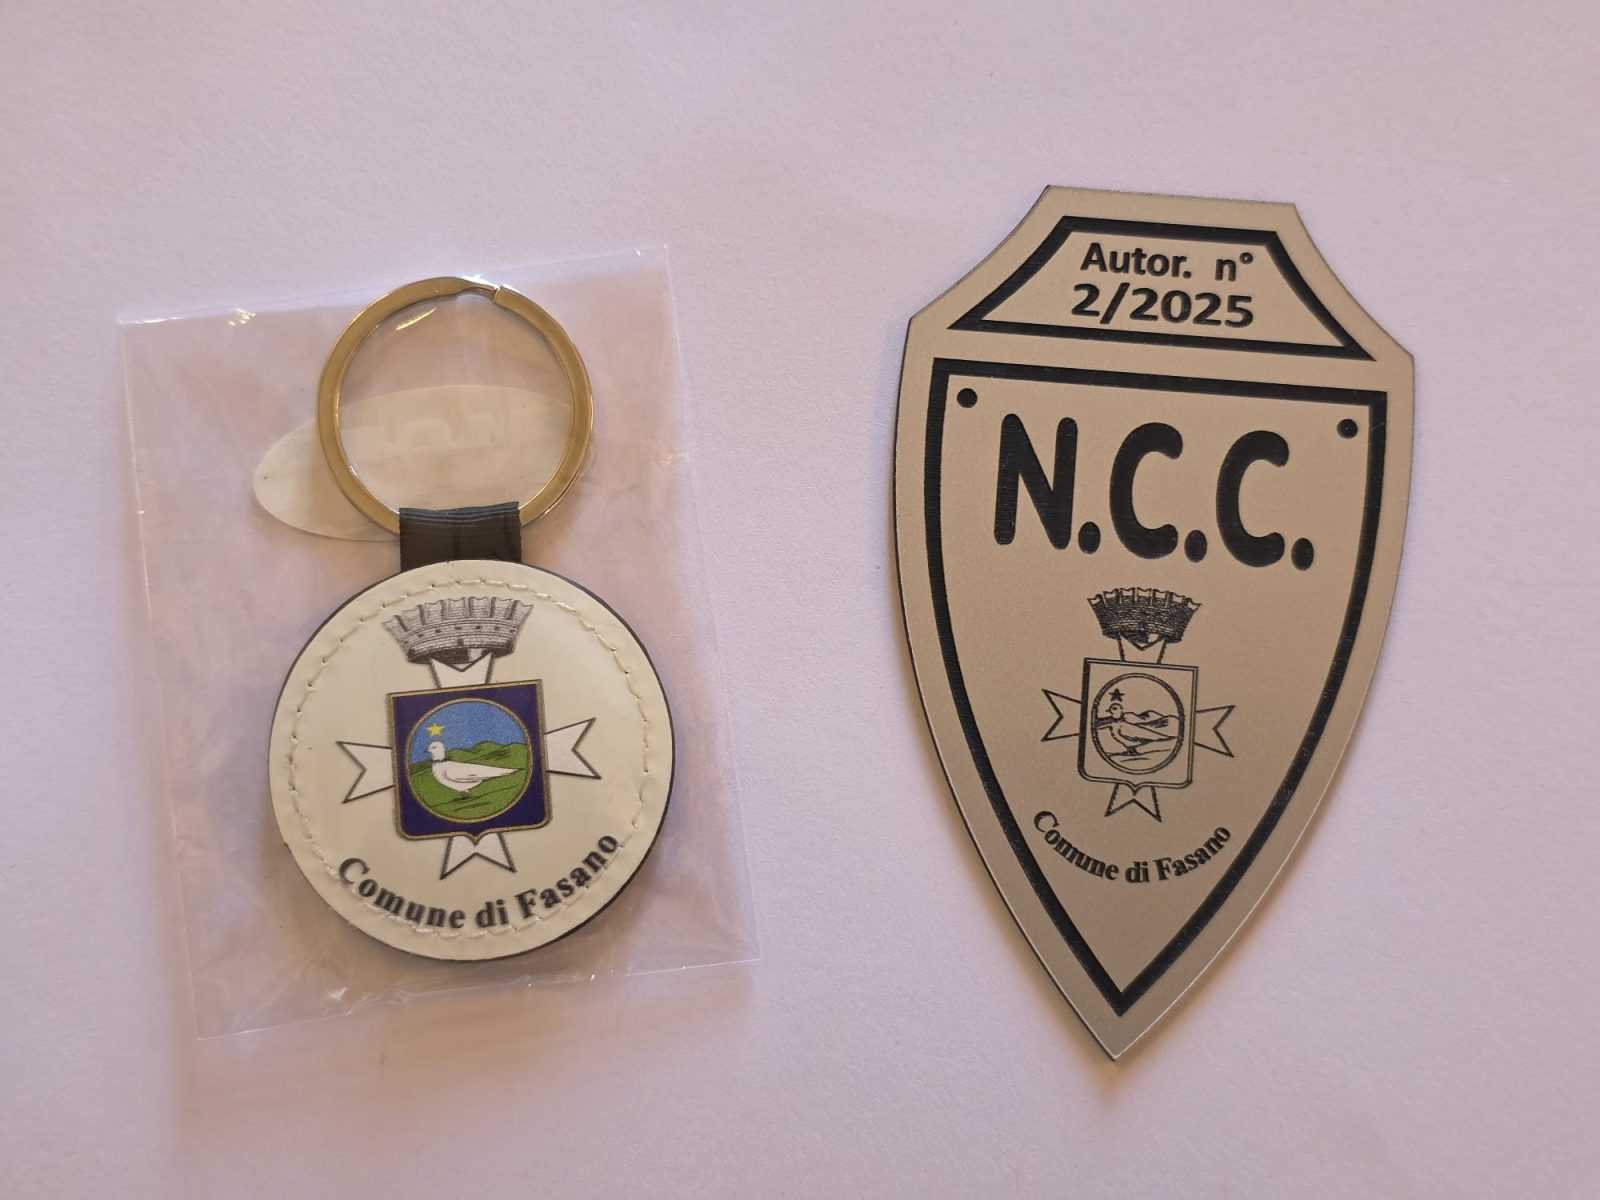 Comune di Fasano
Autor. n°
2/2025
N.C.C.
Comune di Fasano